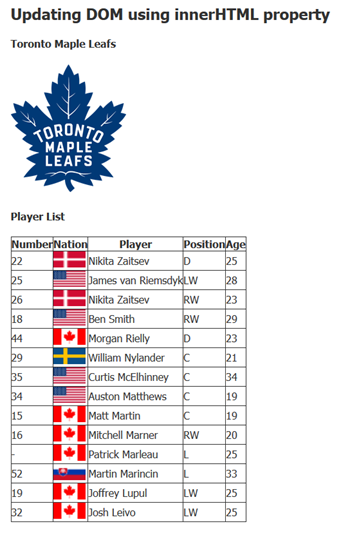 Updating DOM using innerHTML property
Toronto Maple Leafs
TORONTO
MAPLE
LEAFS
Player List
Number Nation Player Position Age
22 Nikita Zaitsev D 25
25 James van Riemsdyk LW 28
26 Nikita Zaitsev RW 23
18 Ben Smith RW 29
44 Morgan Rielly D 23
29 William Nylander C 21
35 Curtis McElhinney C 34
34 Auston Matthews C 19
15 Matt Martin C 19
16 Mitchell Marner RW 20
- Patrick Marleau L 25
52 Martin Marincin L 33
19 Joffrey Lupul LW 25
32 Josh Leivo LW 25